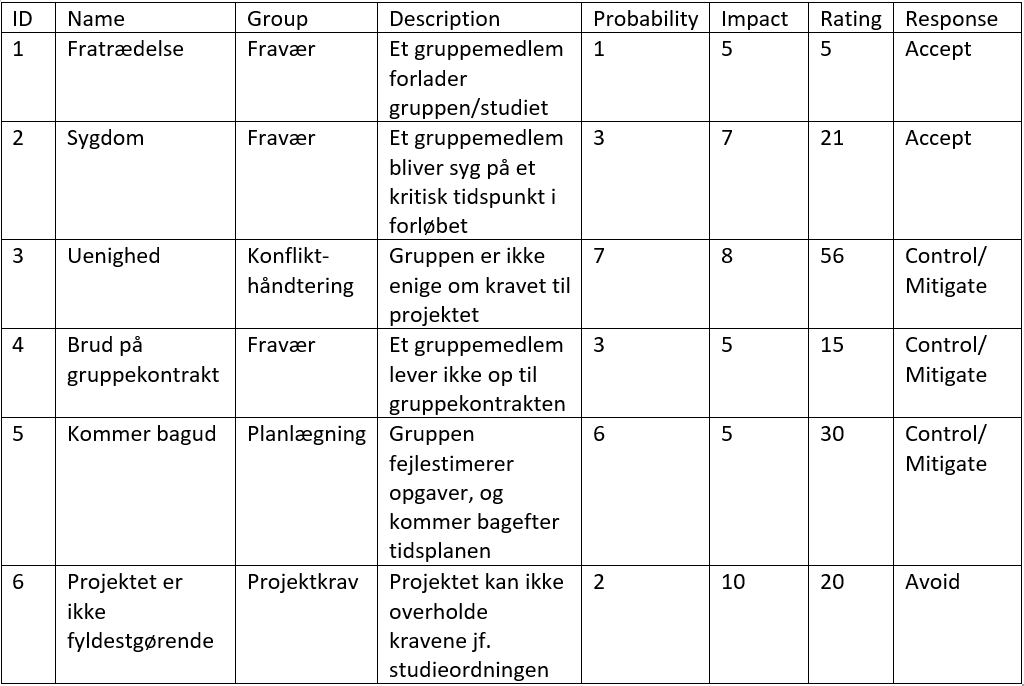 ID Name Group Description Probability Impact Rating Response
1 Fratrædelse Fravær Et gruppemedlem 1 5 5 Accept
forlader
gruppen/studiet
2 Sygdom Fravær Et gruppemedlem 3 7 21 Accept
bliver syg på et
kritisk tidspunkt i
forløbet
3 Uenighed Konflikt- Gruppen er ikke 7 8 56 Control/
håndtering enige om kravet til Mitigate
projektet
4 Brud på Fravær Et gruppemedlem 3 5 15 Control/
gruppekontrakt lever ikke op til Mitigate
gruppekontrakten
5 Kommer bagud Planlægning Gruppen 6 5 30 Control/
fejlestimerer Mitigate
opgaver, og
kommer bagefter
tidsplanen
6 Projektet er Projektkrav Projektet kan ikke 2 10 20 Avoid
ikke overholde
fyldestgørende kravene jf.
studieordningen